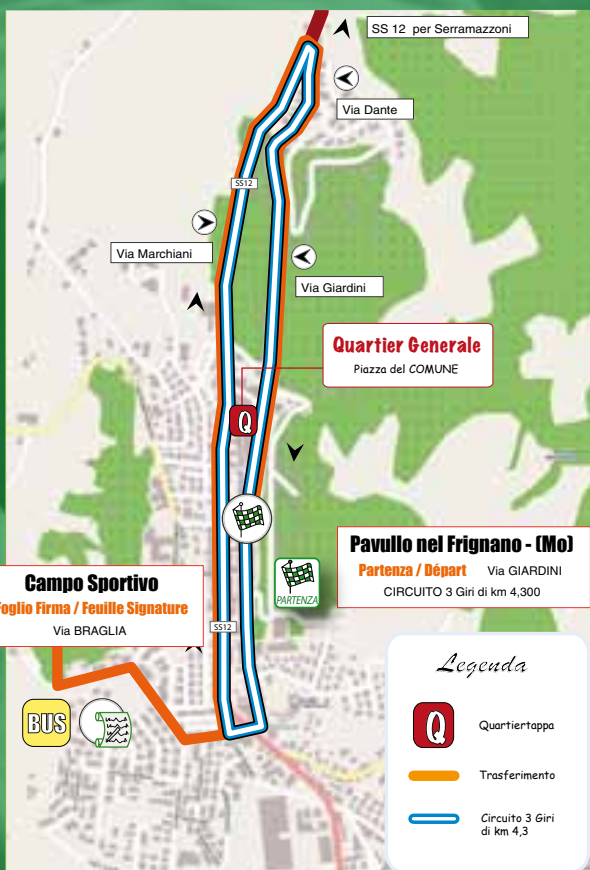 SS 12 per Serramazzoni
Via Dante
SS12
Via Marchiani
Via Giardini
Quartier Generale
Piazza del COMUNE
Q
Pavullo nel Frignano - (Mo)
Partenza / Départ Via GIARDINI
CIRCUITO 3 Giri di km 4,300
PARTENZA
Campo Sportivo
Foglio Firma / Feuille Signature
Via BRAGLIA
SS12
BUS
Legenda
Q Quartiertappa
Trasferimento
Circuito 3 Giri
di km 4,3